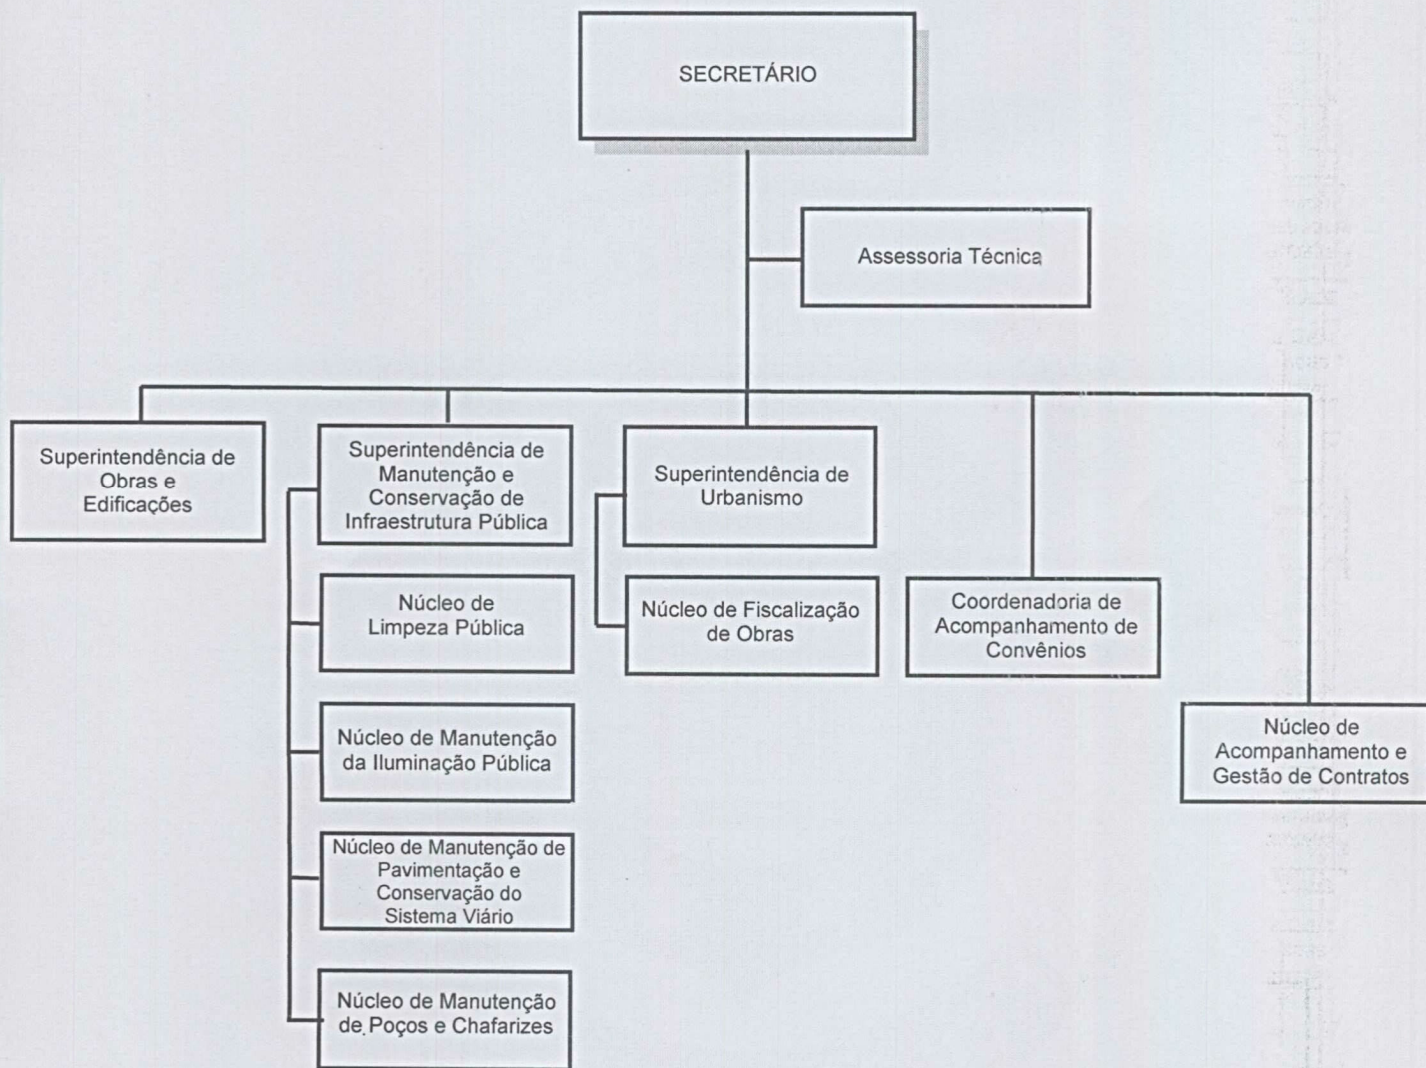 SECRETÁRIO
Assessoria Técnica
Superintendência de
Obras e
Edificações
Superintendência de
Manutenção e
Conservação de
Infraestrutura Pública
Superintendência de
Urbanismo
Núcleo de
Limpeza Pública
Núcleo de Fiscalização
de Obras
Coordenadoria de
Acompanhamento de
Convênios
Núcleo de Manutenção
da Iluminação Pública
Núcleo de
Acompanhamento e
Gestão de Contratos
Núcleo de Manutenção de
Pavimentação e
Conservação do
Sistema Viário
Núcleo de Manutenção
de Poços e Chafarizes